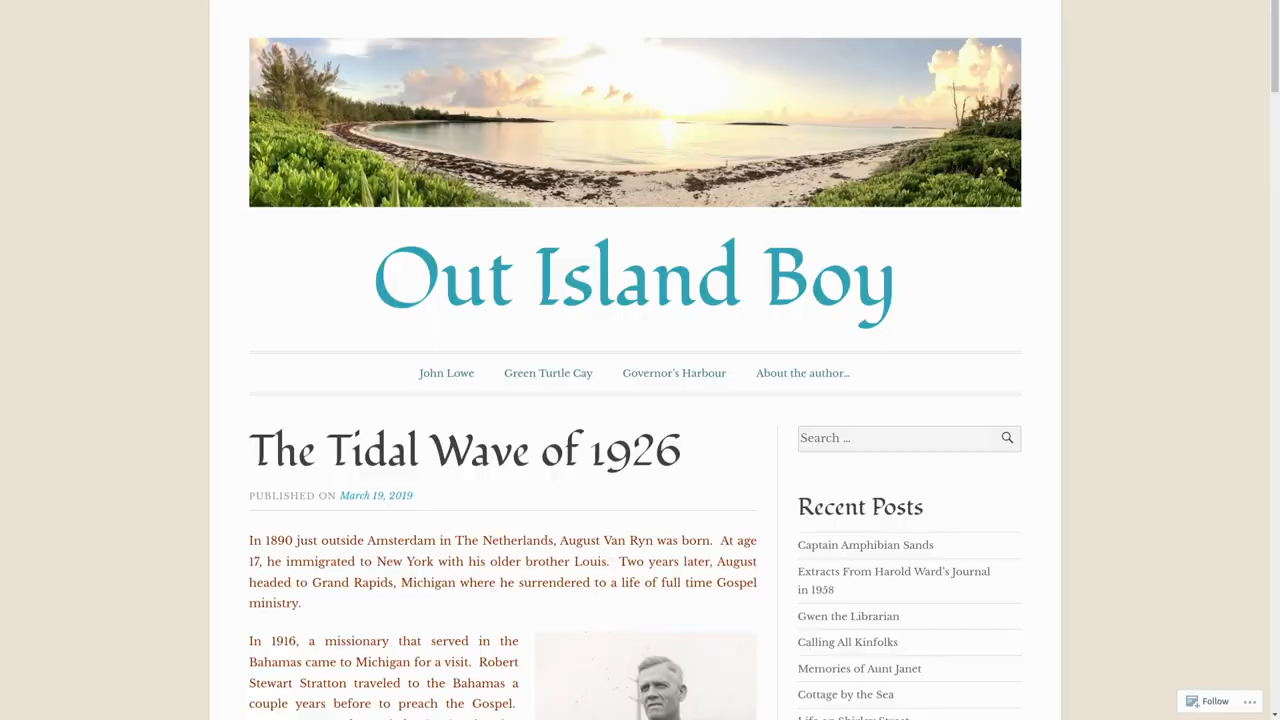 Out Island Boy
John Lowe Green Turtle Cay Governor's Harbour About the author...
The Tidal Wave of 1926
PUBLISHED ON March 19, 2019
In 1890 just outside Amsterdam in The Netherlands, August Van Ryn was born.  At age
17, he immigrated to New York with his older brother Louis.  Two years later, August
headed to Grand Rapids, Michigan where he surrendered to a life of full time Gospel
ministry.
In 1916, a missionary that served in the
Bahamas came to Michigan for a visit.  Robert
Stewart Stratton traveled to the Bahamas a
couple years before to preach the Gospel.
Search ...
Recent Posts
Captain Amphibian Sands
Extracts From Harold Ward's Journal
in 1958
Gwen the Librarian
Calling All Kinfolks
Memories of Aunt Janet
Cottage by the Sea
Life on Shirley Street
Follow